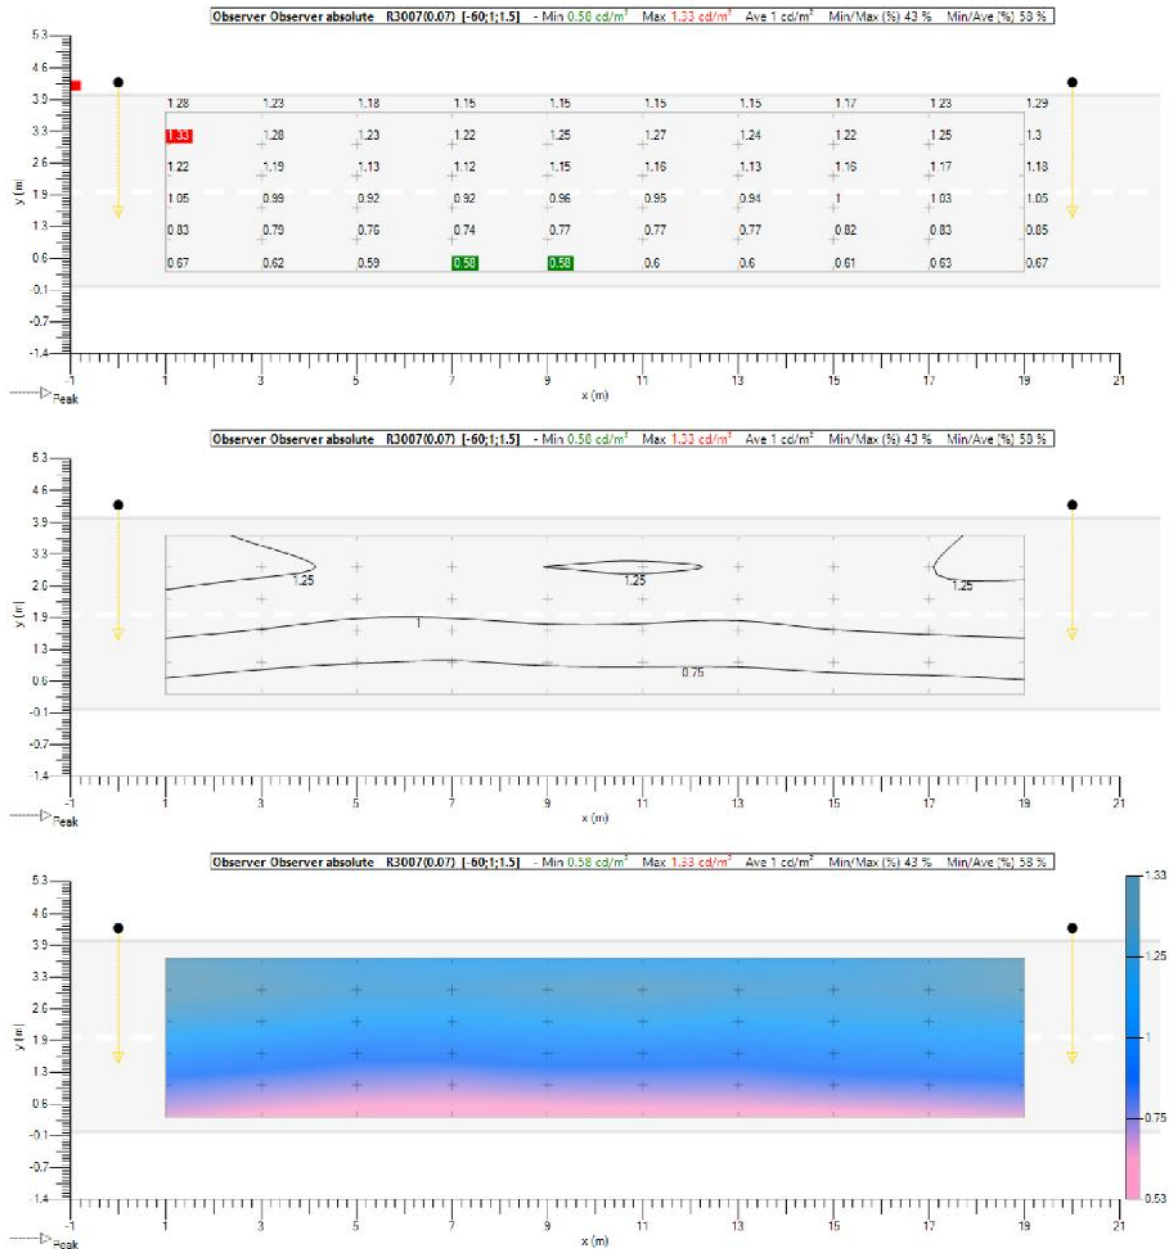 Observer Observer absolute R3007(0.07) [-60;1;1.5] - Min 0.58 cd/m² Max 1.33 cd/m² Ave 1 cd/m² Min/Max (%) 43 % Min/Ave (%) 58 %
5.3
4.6
3.9
1.28 1.23 1.18 1.15 1.15 1.15 1.15 1.17 1.23 1.29
3.3
1.33 1.28 1.23 1.22 1.25 1.27 1.24 1.22 1.25 1.3
2.6
1.22 1.19 1.13 1.12 1.15 1.16 1.13 1.16 1.17 1.18
y (m)
1.9
1.05 0.99 0.92 0.92 0.96 0.95 0.94 1 1.03 1.05
1.3
0.83 0.79 0.76 0.74 0.77 0.77 0.77 0.82 0.83 0.85
0.6
0.67 0.62 0.59 0.58 0.58 0.6 0.6 0.61 0.63 0.67
-0.1
-0.7
-1.4
-1 1 3 5 7 9 11 13 15 17 19 21
Peak
x (m)
Observer Observer absolute R3007(0.07) [-60;1;1.5] - Min 0.58 cd/m² Max 1.33 cd/m² Ave 1 cd/m² Min/Max (%) 43 % Min/Ave (%) 58 %
5.3
4.6
3.9
3.3
1.25 1.25 1.25
2.6
y (m)
1.9
1
1.3
0.75
0.6
-0.1
-0.7
-1.4
-1 1 3 5 7 9 11 13 15 17 19 21
Peak
x (m)
Observer Observer absolute R3007(0.07) [-60;1;1.5] - Min 0.58 cd/m² Max 1.33 cd/m² Ave 1 cd/m² Min/Max (%) 43 % Min/Ave (%) 58 %
5.3
4.6
3.9
3.3
2.6
y (m)
1.9
1.3
0.6
-0.1
-0.7
-1.4
1.33
1.25
1
0.75
0.53
-1 1 3 5 7 9 11 13 15 17 19 21
Peak
x (m)